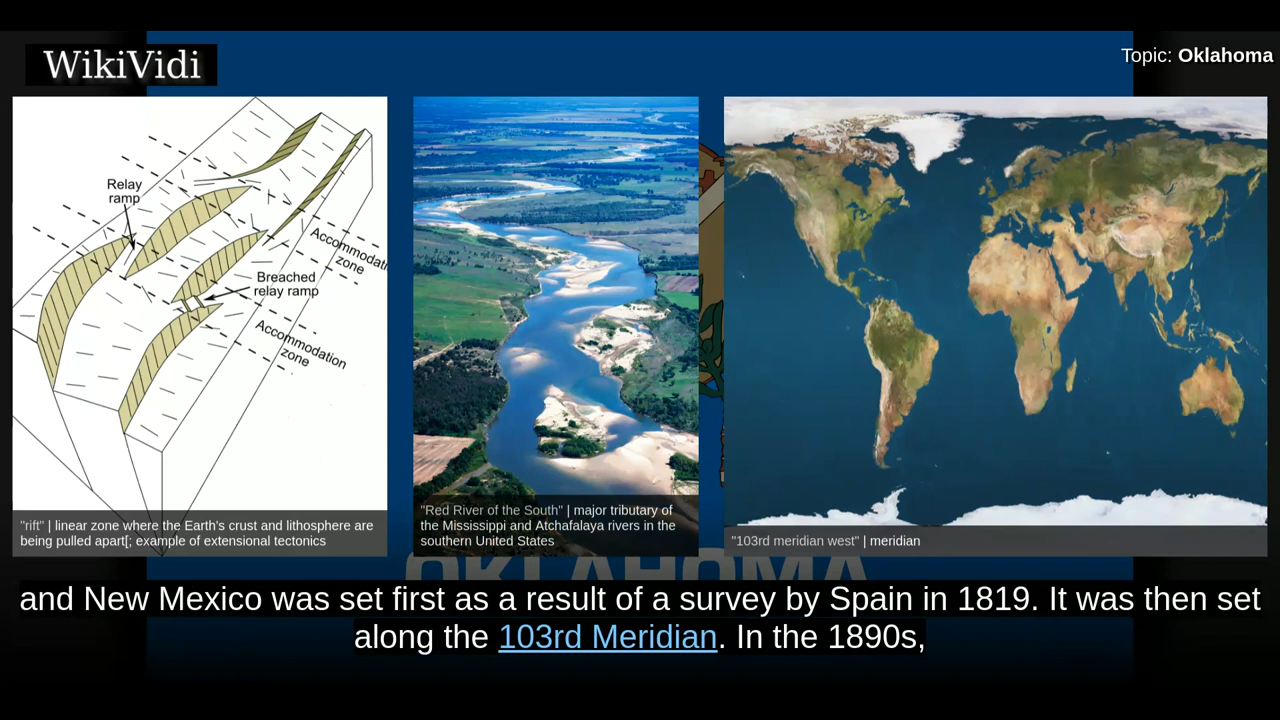 WikiVidi
Topic: Oklahoma
Relay
ramp
Accommodati
zone
Breached
relay ramp
Accommodation
zone
"rift" | linear zone where the Earth's crust and lithosphere are
being pulled apart[; example of extensional tectonics
"Red River of the South" | major tributary of
the Mississippi and Atchafalaya rivers in the
southern United States
"103rd meridian west" | meridian
OKLAHOMA
and New Mexico was set first as a result of a survey by Spain in 1819. It was then set
along the 103rd Meridian. In the 1890s,